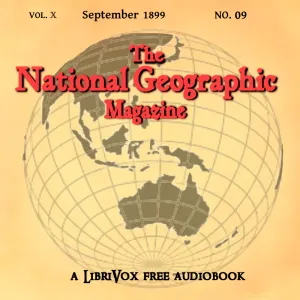 VOL. X September 1899 NO. 09
The
National Geographic
Magazine
A LIBRIVOX FREE AUDIOBOOK